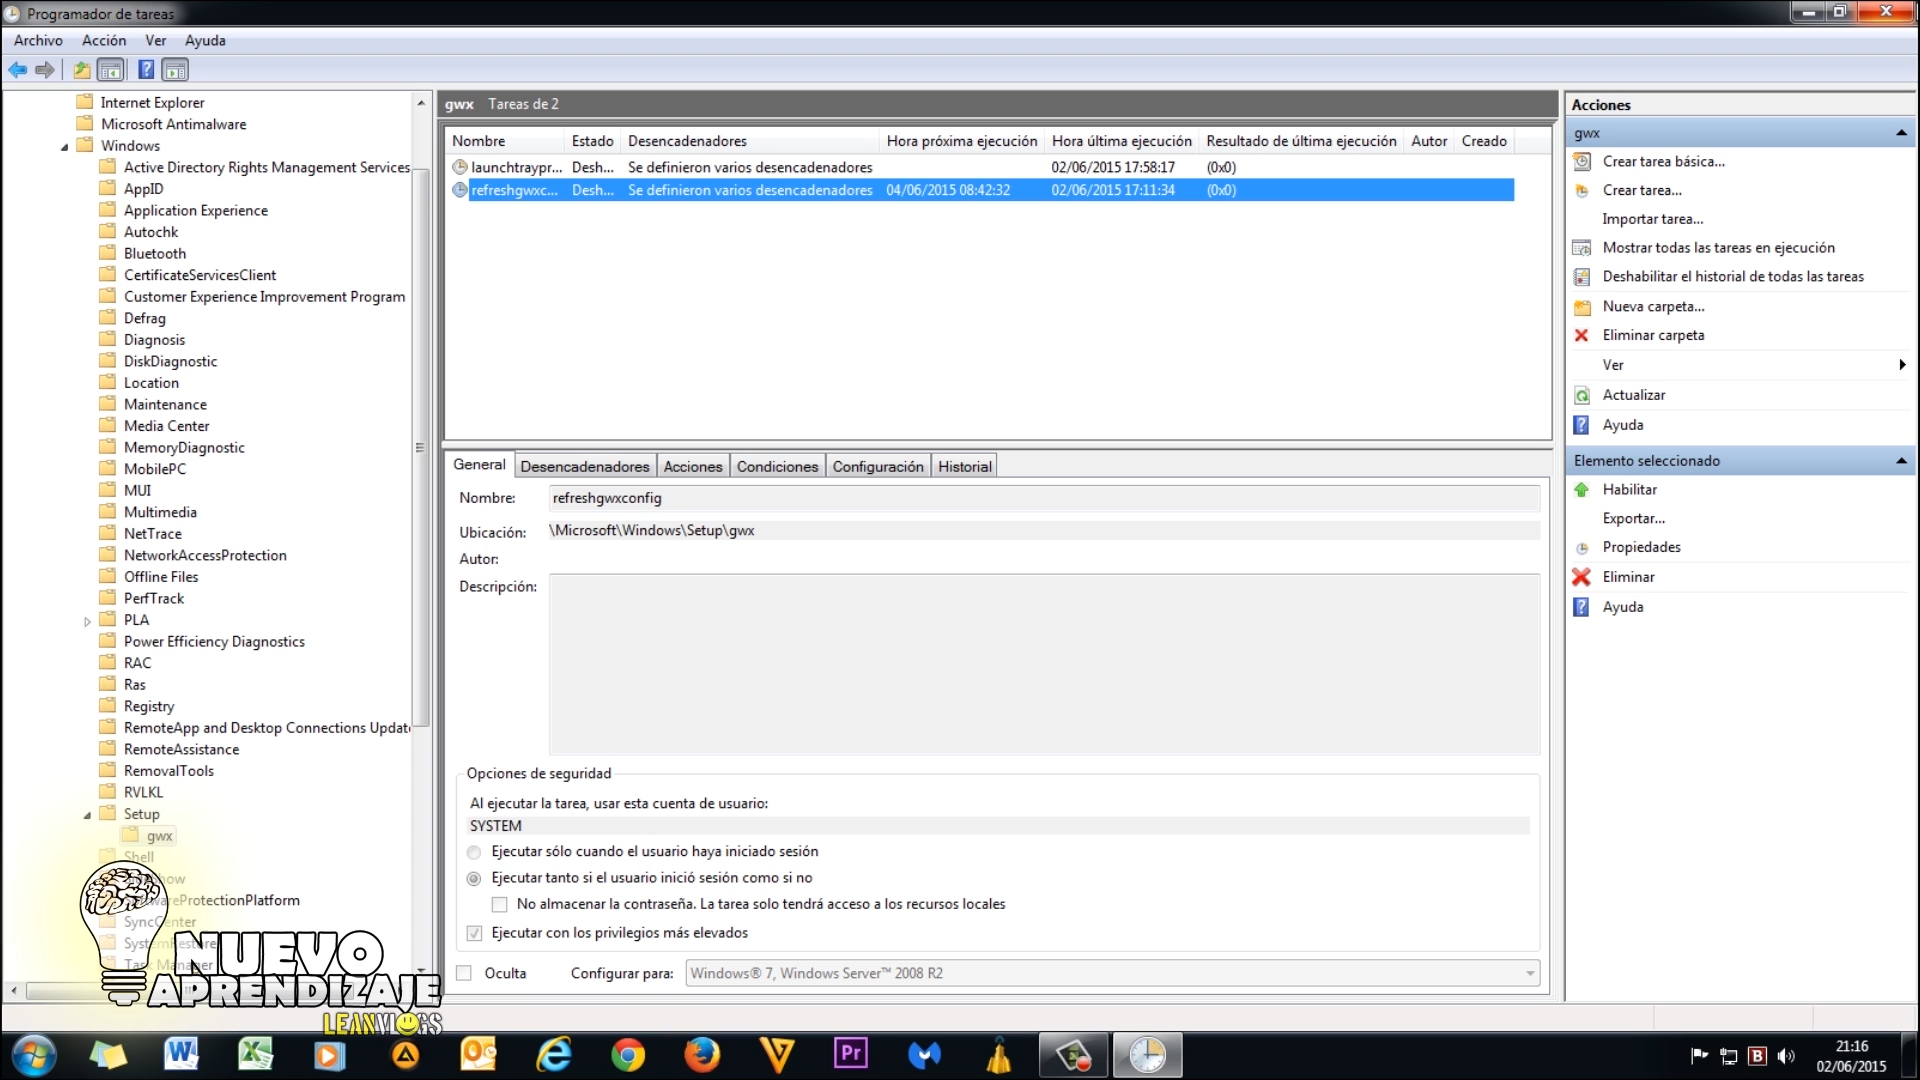 Programador de tareas
Archivo Acción Ver Ayuda
Internet Explorer
Microsoft Antimalware
Windows
Active Directory Rights Management Services
AppID
Application Experience
Autochk
Bluetooth
CertificateServicesClient
Customer Experience Improvement Program
Defrag
Diagnosis
DiskDiagnostic
Location
Maintenance
Media Center
MemoryDiagnostic
MobilePC
MUI
Multimedia
NetTrace
NetworkAccessProtection
Offline Files
PerfTrack
PLA
Power Efficiency Diagnostics
RAC
Ras
Registry
RemoteApp and Desktop Connections Updat
RemoteAssistance
RemovalTools
RVLKL
Setup
gwx
Shell
SyncCenter
SystemRestore
Task Manager
NUEVO
APRENDIZAJE
LEANVLOGS
gwx Tareas de 2
Nombre Estado Desencadenadores Hora próxima ejecución Hora última ejecución Resultado de última ejecución Autor Creado
launchtraypr... Desh... Se definieron varios desencadenadores 02/06/2015 17:58:17 (0x0)
refreshgwxc... Desh... Se definieron varios desencadenadores 04/06/2015 08:42:32 02/06/2015 17:11:34 (0x0)
General Desencadenadores Acciones Condiciones Configuración Historial
Nombre: refreshgwxconfig
Ubicación: \Microsoft\Windows\Setup\gwx
Autor:
Descripción:
Opciones de seguridad
Al ejecutar la tarea, usar esta cuenta de usuario:
SYSTEM
Ejecutar sólo cuando el usuario haya iniciado sesión
Ejecutar tanto si el usuario inició sesión como si no
No almacenar la contraseña. La tarea solo tendrá acceso a los recursos locales
Ejecutar con los privilegios más elevados
Oculta Configurar para: Windows® 7, Windows Server™ 2008 R2
Acciones
gwx
Crear tarea básica...
Crear tarea...
Importar tarea...
Mostrar todas las tareas en ejecución
Deshabilitar el historial de todas las tareas
Nueva carpeta...
Eliminar carpeta
Ver
Actualizar
Ayuda
Elemento seleccionado
Habilitar
Exportar...
Propiedades
Eliminar
Ayuda
Pr
B
21:16
02/06/2015